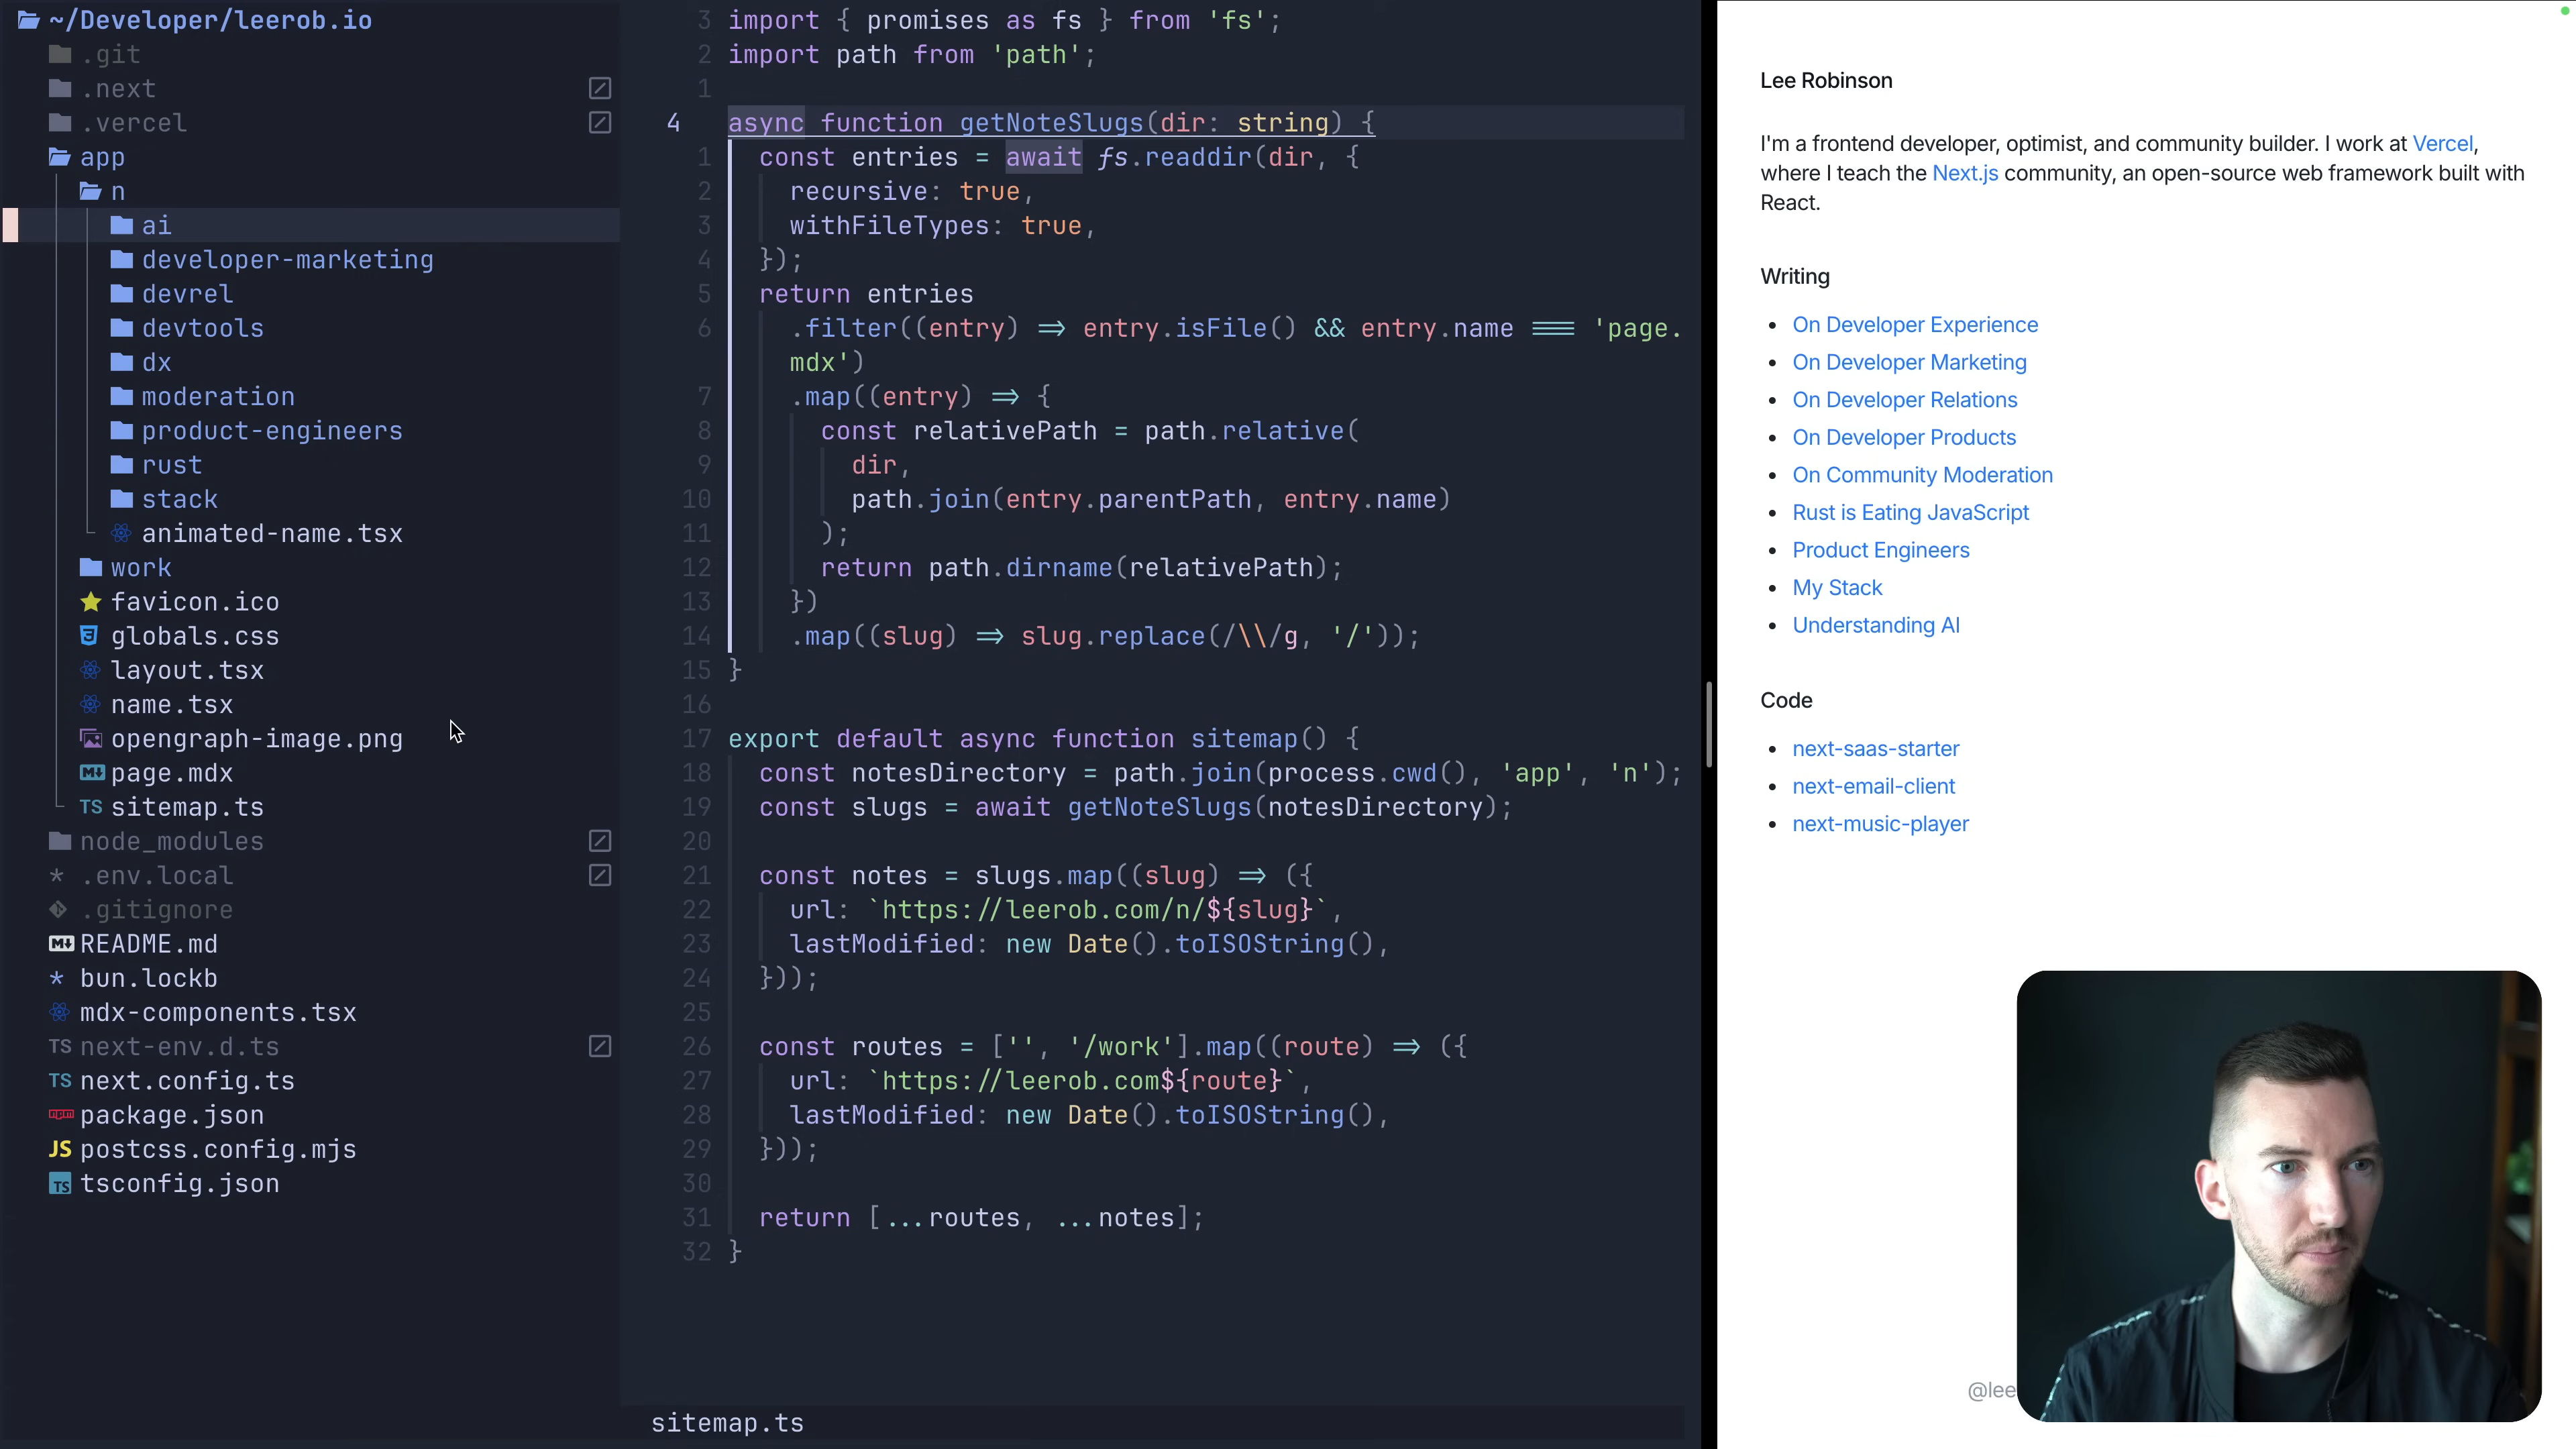 ~/Developer/leerob.io
.git
.next
.vercel
app
n
ai
developer-marketing
devrel
devtools
dx
moderation
product-engineers
rust
stack
animated-name.tsx
work
favicon.ico
globals.css
layout.tsx
name.tsx
opengraph-image.png
page.mdx
TS sitemap.ts
node_modules
* .env.local
.gitignore
README.md
* bun.lockb
mdx-components.tsx
TS next-env.d.ts
TS next.config.ts
package.json
JS postcss.config.mjs
TS tsconfig.json
3 import { promises as fs } from 'fs';
2 import path from 'path';
1
4 async function getNoteSlugs(dir: string) {
1 const entries = await fs.readdir(dir, {
2 recursive: true,
3 withFileTypes: true,
4 });
5 return entries
6 .filter((entry) => entry.isFile() && entry.name === 'page.
mdx')
7 .map((entry) => {
8 const relativePath = path.relative(
9 dir,
10 path.join(entry.parentPath, entry.name)
11 );
12 return path.dirname(relativePath);
13 })
14 .map((slug) => slug.replace(/\\/g, '/'));
15 }
16
17 export default async function sitemap() {
18 const notesDirectory = path.join(process.cwd(), 'app', 'n');
19 const slugs = await getNoteSlugs(notesDirectory);
20
21 const notes = slugs.map((slug) => ({
22 url: `https://leerob.com/n/${slug}`,
23 lastModified: new Date().toISOString(),
24 }));
25
26 const routes = ['', '/work'].map((route) => ({
27 url: `https://leerob.com${route}`,
28 lastModified: new Date().toISOString(),
29 }));
30
31 return [...routes, ...notes];
32 }
sitemap.ts
Lee Robinson
I'm a frontend developer, optimist, and community builder. I work at Vercel,
where I teach the Next.js community, an open-source web framework built with
React.
Writing
• On Developer Experience
• On Developer Marketing
• On Developer Relations
• On Developer Products
• On Community Moderation
• Rust is Eating JavaScript
• Product Engineers
• My Stack
• Understanding AI
Code
• next-saas-starter
• next-email-client
• next-music-player
@lee